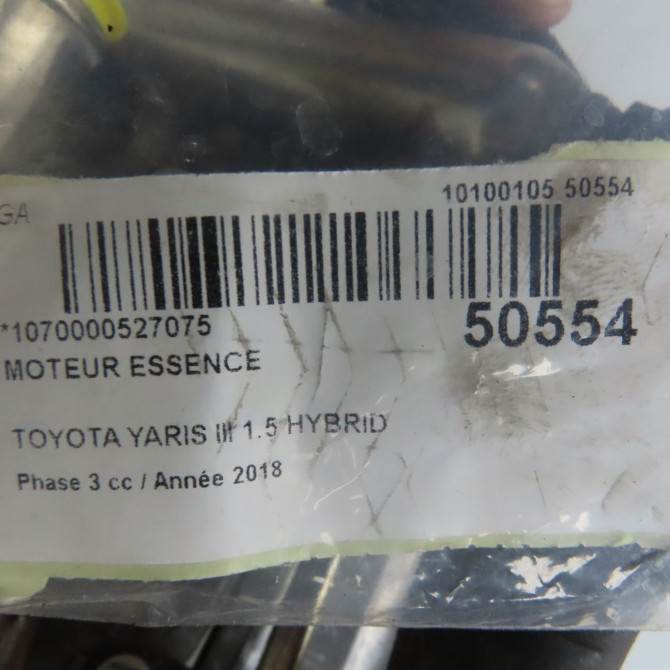 GA
10100105 50554
*1070000527075
50554
MOTEUR ESSENCE
TOYOTA YARIS III 1.5 HYBRID
Phase 3 cc / Année 2018